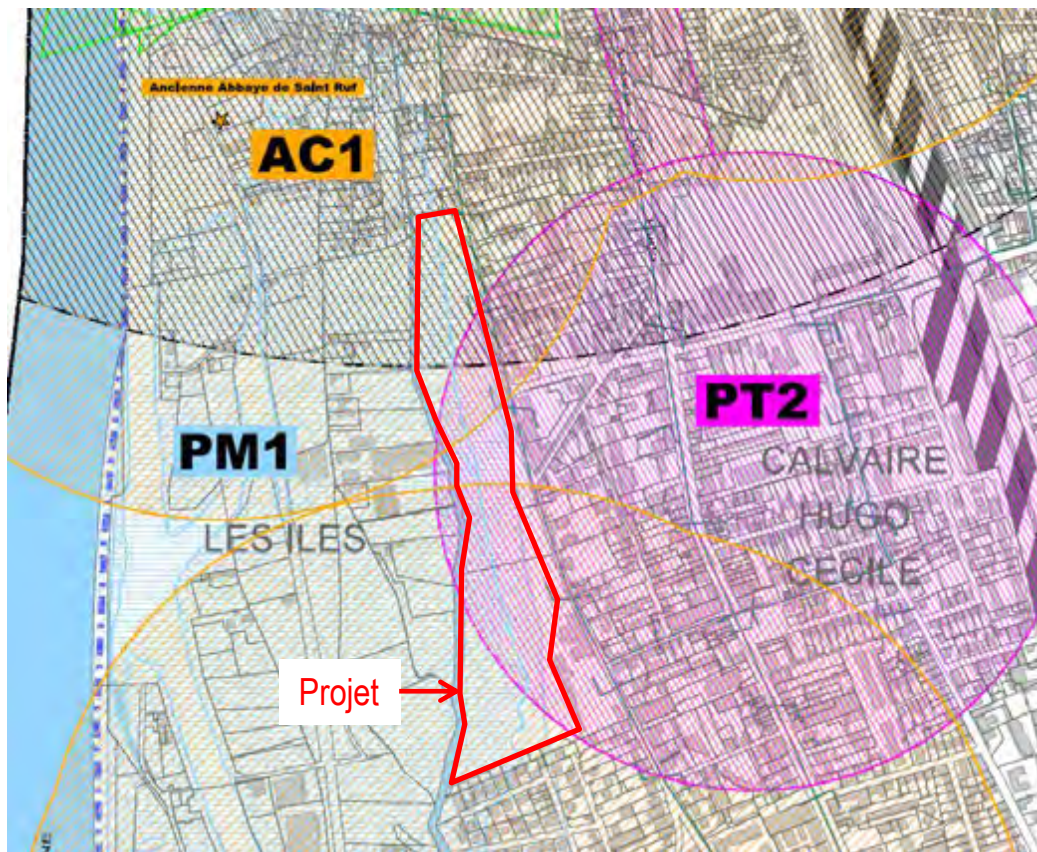 Ancienne Abbaye de Saint Ruf
AC1
PT2
PM1
CALVAIRE
HUGO
CECILE
LES ILES
Projet